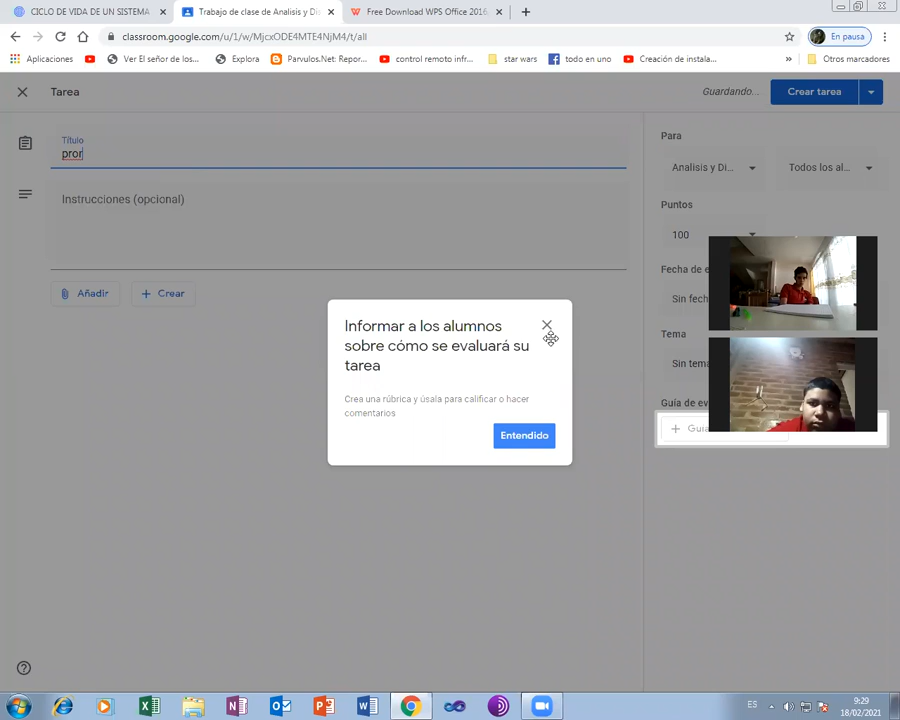 CICLO DE VIDA DE UN SISTEMA
Trabajo de clase de Analisis y Di
Free Download WPS Office 2016,
classroom.google.com/u/1/w/MjcxODE4MTE4NjM4/t/all
En pausa
Aplicaciones
Ver El señor de los...
Explora
Parvulos.Net: Repor...
control remoto infr...
star wars
todo en uno
Creación de instala...
»
Otros marcadores
Tarea
Guardando...
Crear tarea
Título
pror
Instrucciones (opcional)
Añadir
Crear
Para
Analisis y Di...
Todos los al...
Puntos
100
Fecha de e
Sin fech
Tema
Sin tema
Guía de ev
Guí
Informar a los alumnos
sobre cómo se evaluará su
tarea
Crea una rúbrica y úsala para calificar o hacer
comentarios
Entendido
ES
9:29
18/02/2021